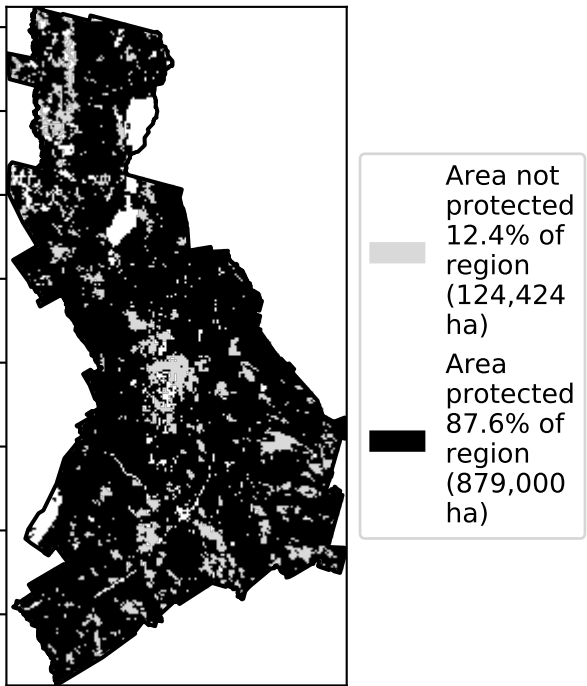 Area not
protected
12.4% of
region
(124,424
ha)
Area
protected
87.6% of
region
(879,000
ha)